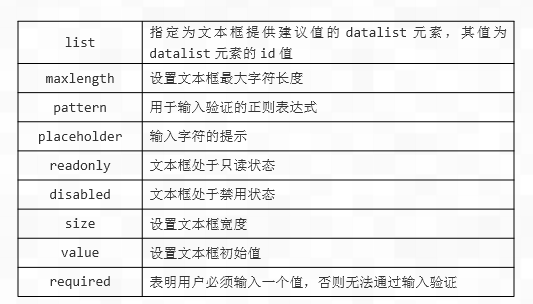 list
指定为文本框提供建议值的 datalist 元素，其值为
datalist 元素的 id 值
maxlength
设置文本框最大字符长度
pattern
用于输入验证的正则表达式
placeholder
输入字符的提示
readonly
文本框处于只读状态
disabled
文本框处于禁用状态
size
设置文本框宽度
value
设置文本框初始值
required
表明用户必须输入一个值，否则无法通过输入验证